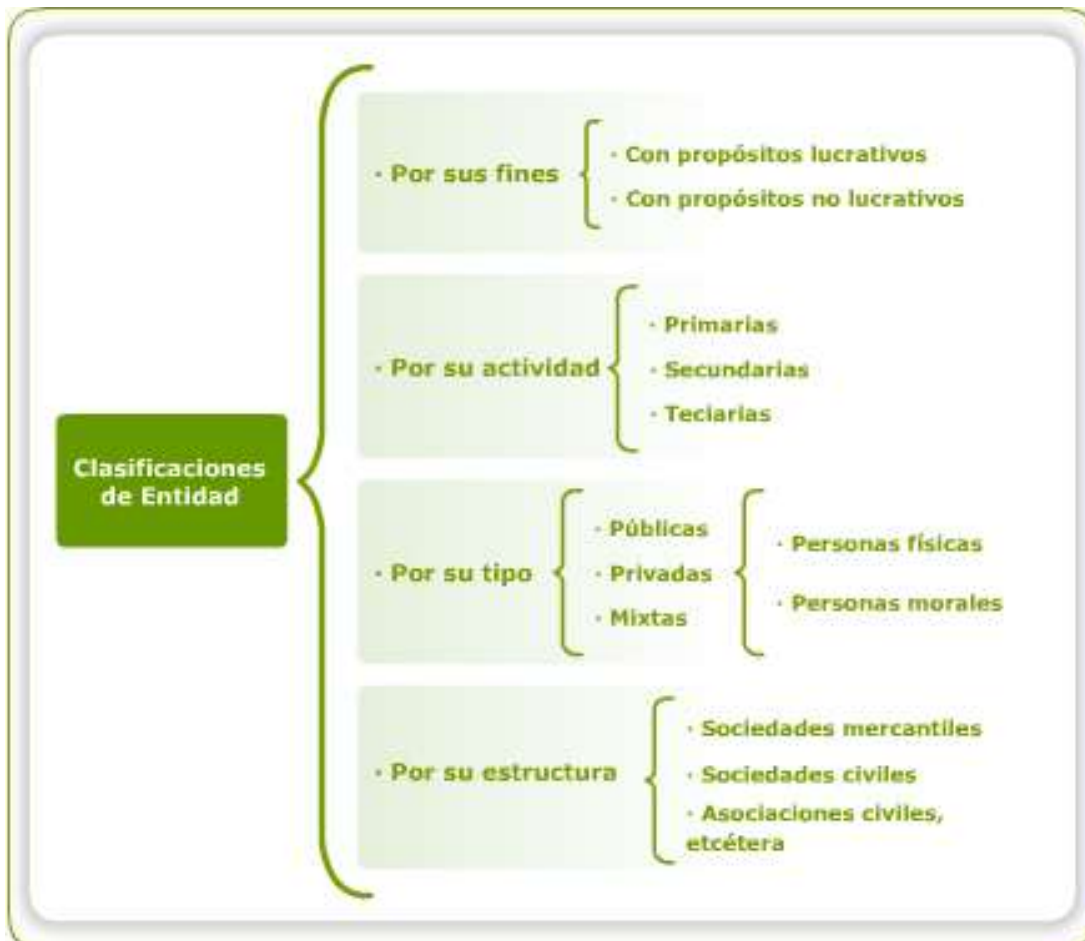 Clasificaciones
de Entidad
· Por sus fines
· Con propósitos lucrativos
· Con propósitos no lucrativos
· Por su actividad
· Primarias
· Secundarias
· Teciarias
· Por su tipo
· Públicas
· Privadas
· Mixtas
· Personas físicas
· Personas morales
· Por su estructura
· Sociedades mercantiles
· Sociedades civiles
· Asociaciones civiles,
etcétera